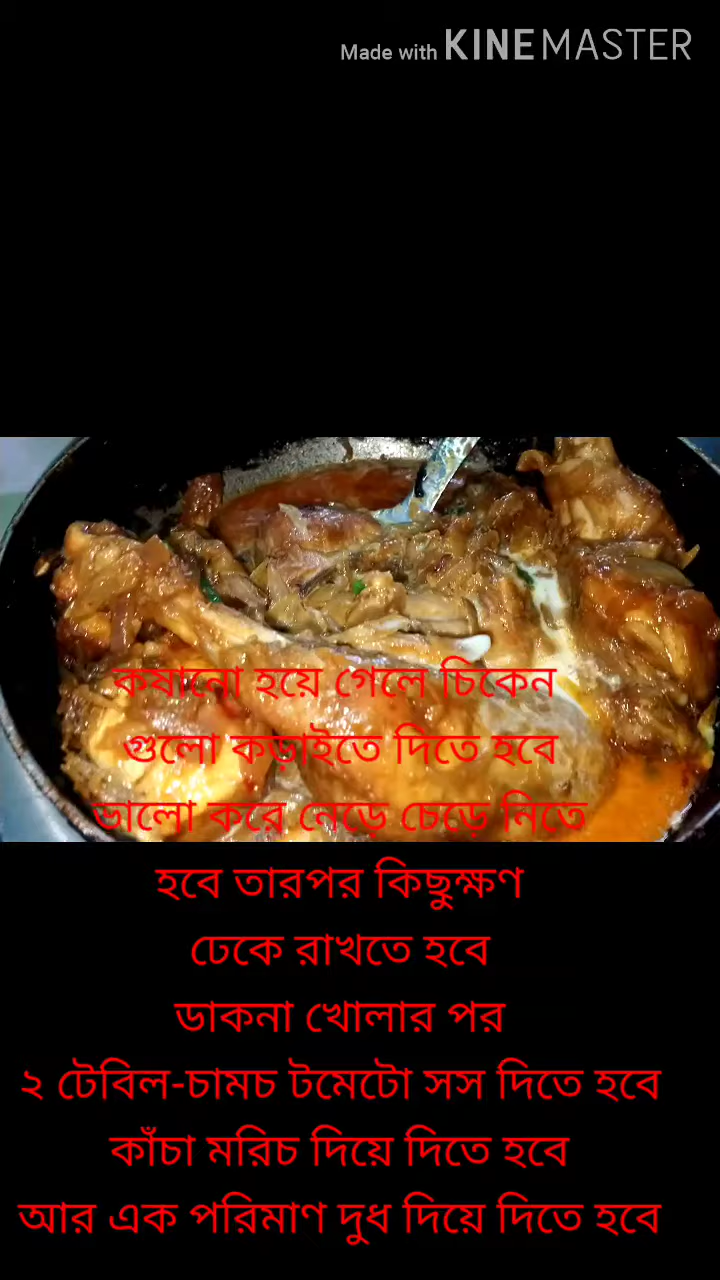 Made with KINEMASTER
কষানো হয়ে গেলে চিকেন
গুলো কড়াইতে দিতে হবে
ভালো করে নেড়ে চেড়ে নিতে
হবে তারপর কিছুক্ষণ
ঢেকে রাখতে হবে
ডাকনা খোলার পর
২ টেবিল-চামচ টমেটো সস দিতে হবে
কাঁচা মরিচ দিয়ে দিতে হবে
আর এক পরিমাণ দুধ দিয়ে দিতে হবে